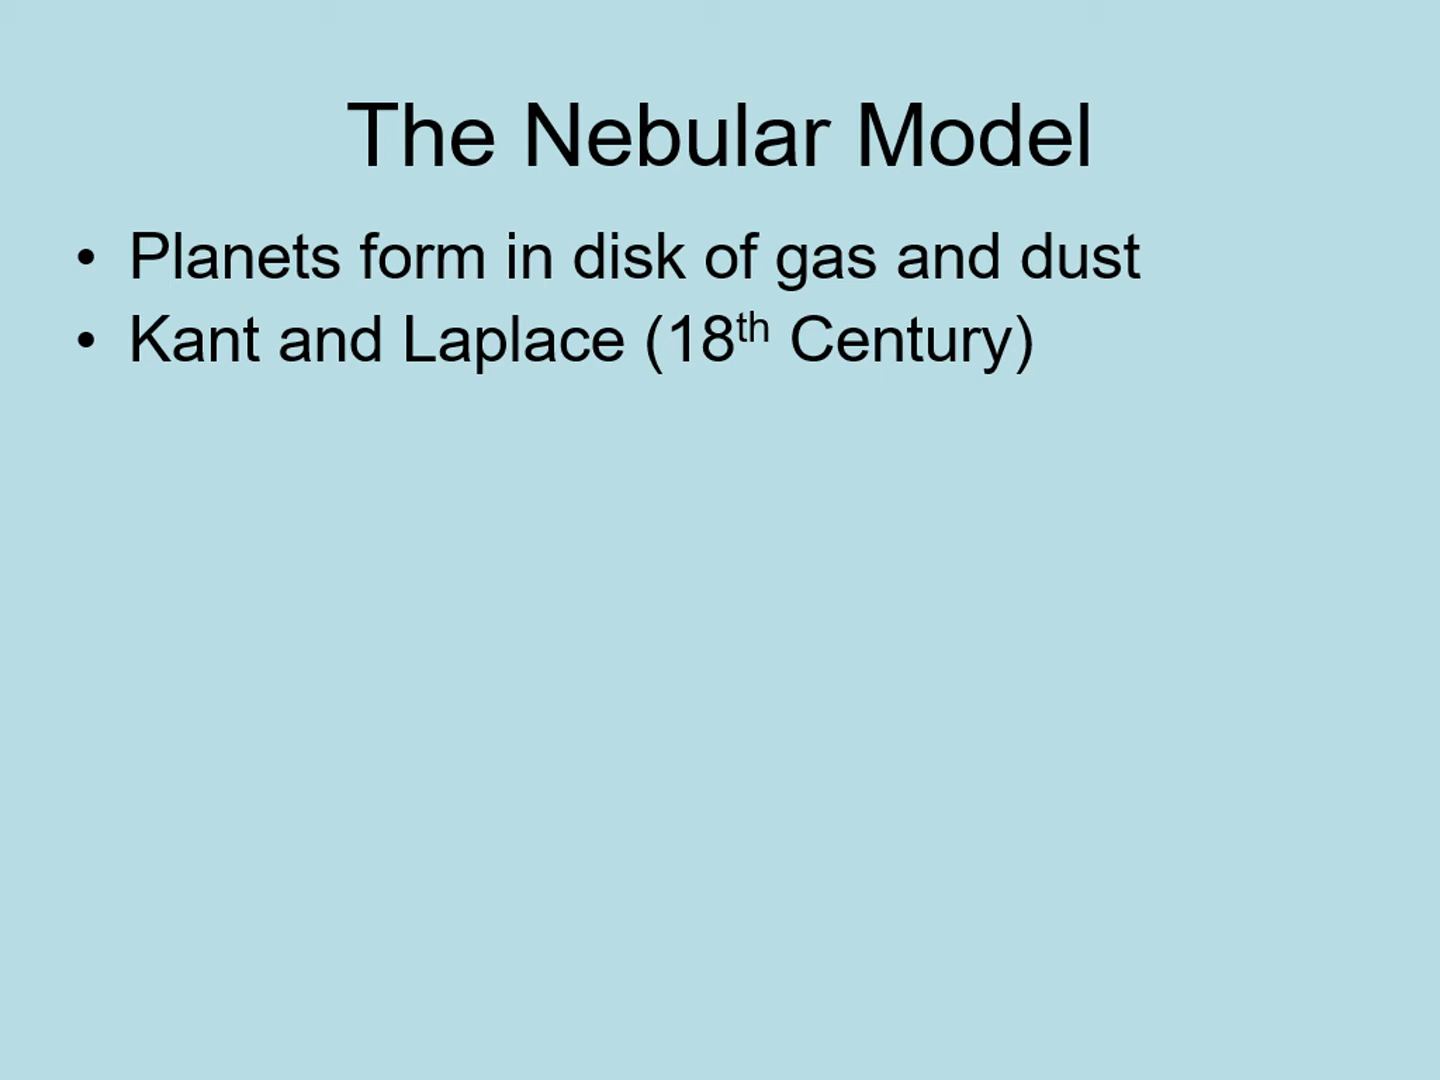 The Nebular Model
• Planets form in disk of gas and dust
• Kant and Laplace (18th Century)